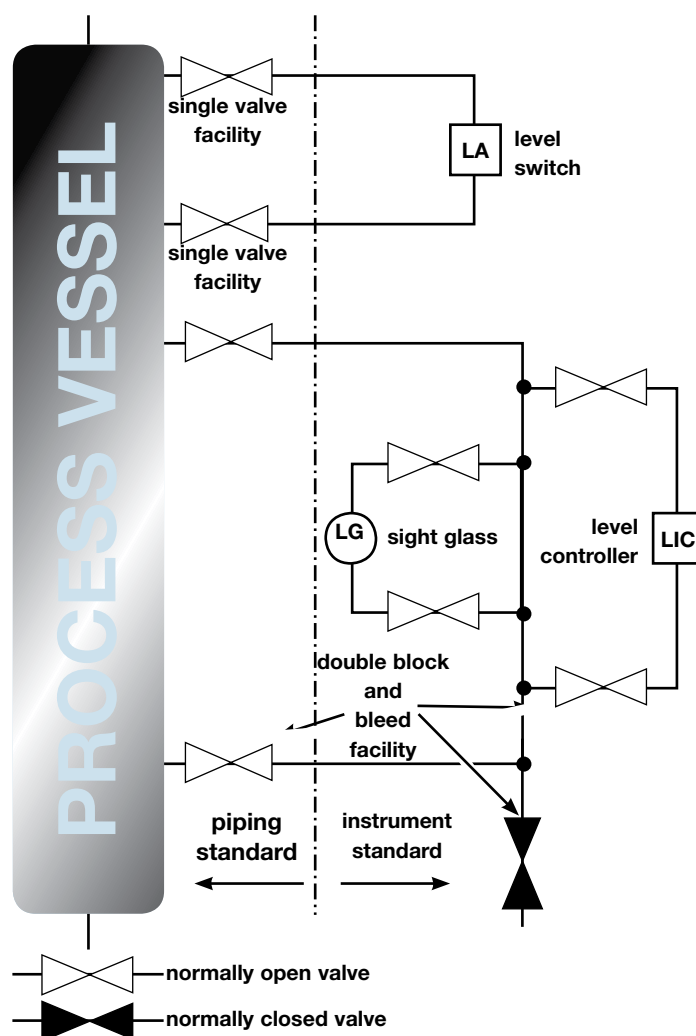 PROCESS VESSEL
single valve
facility
LA
level
switch
single valve
facility
LG
sight glass
level
controller
LIC
double block
and
bleed
facility
piping
standard
instrument
standard
normally open valve
normally closed valve